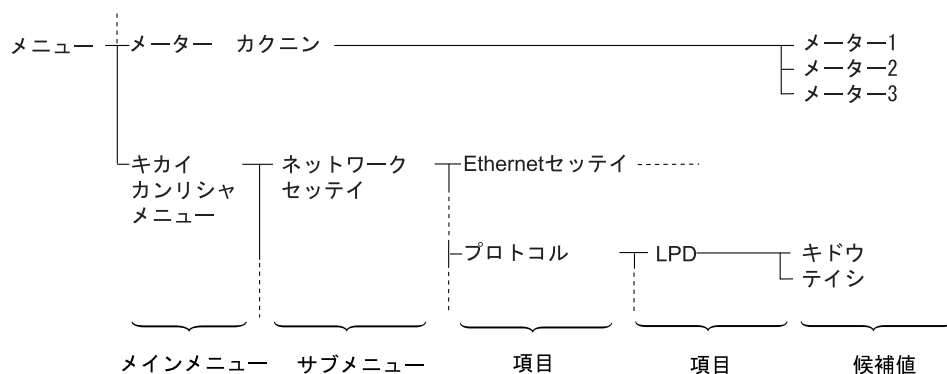 メニュー メーター カクニン メーター1
メーター2
メーター3
キカイ ネットワーク Ethernetセッテイ
カンリシャ セッテイ
メニュー
プロトコル LPD キドウ
テイシ
メインメニュー サブメニュー 項目 項目 候補値